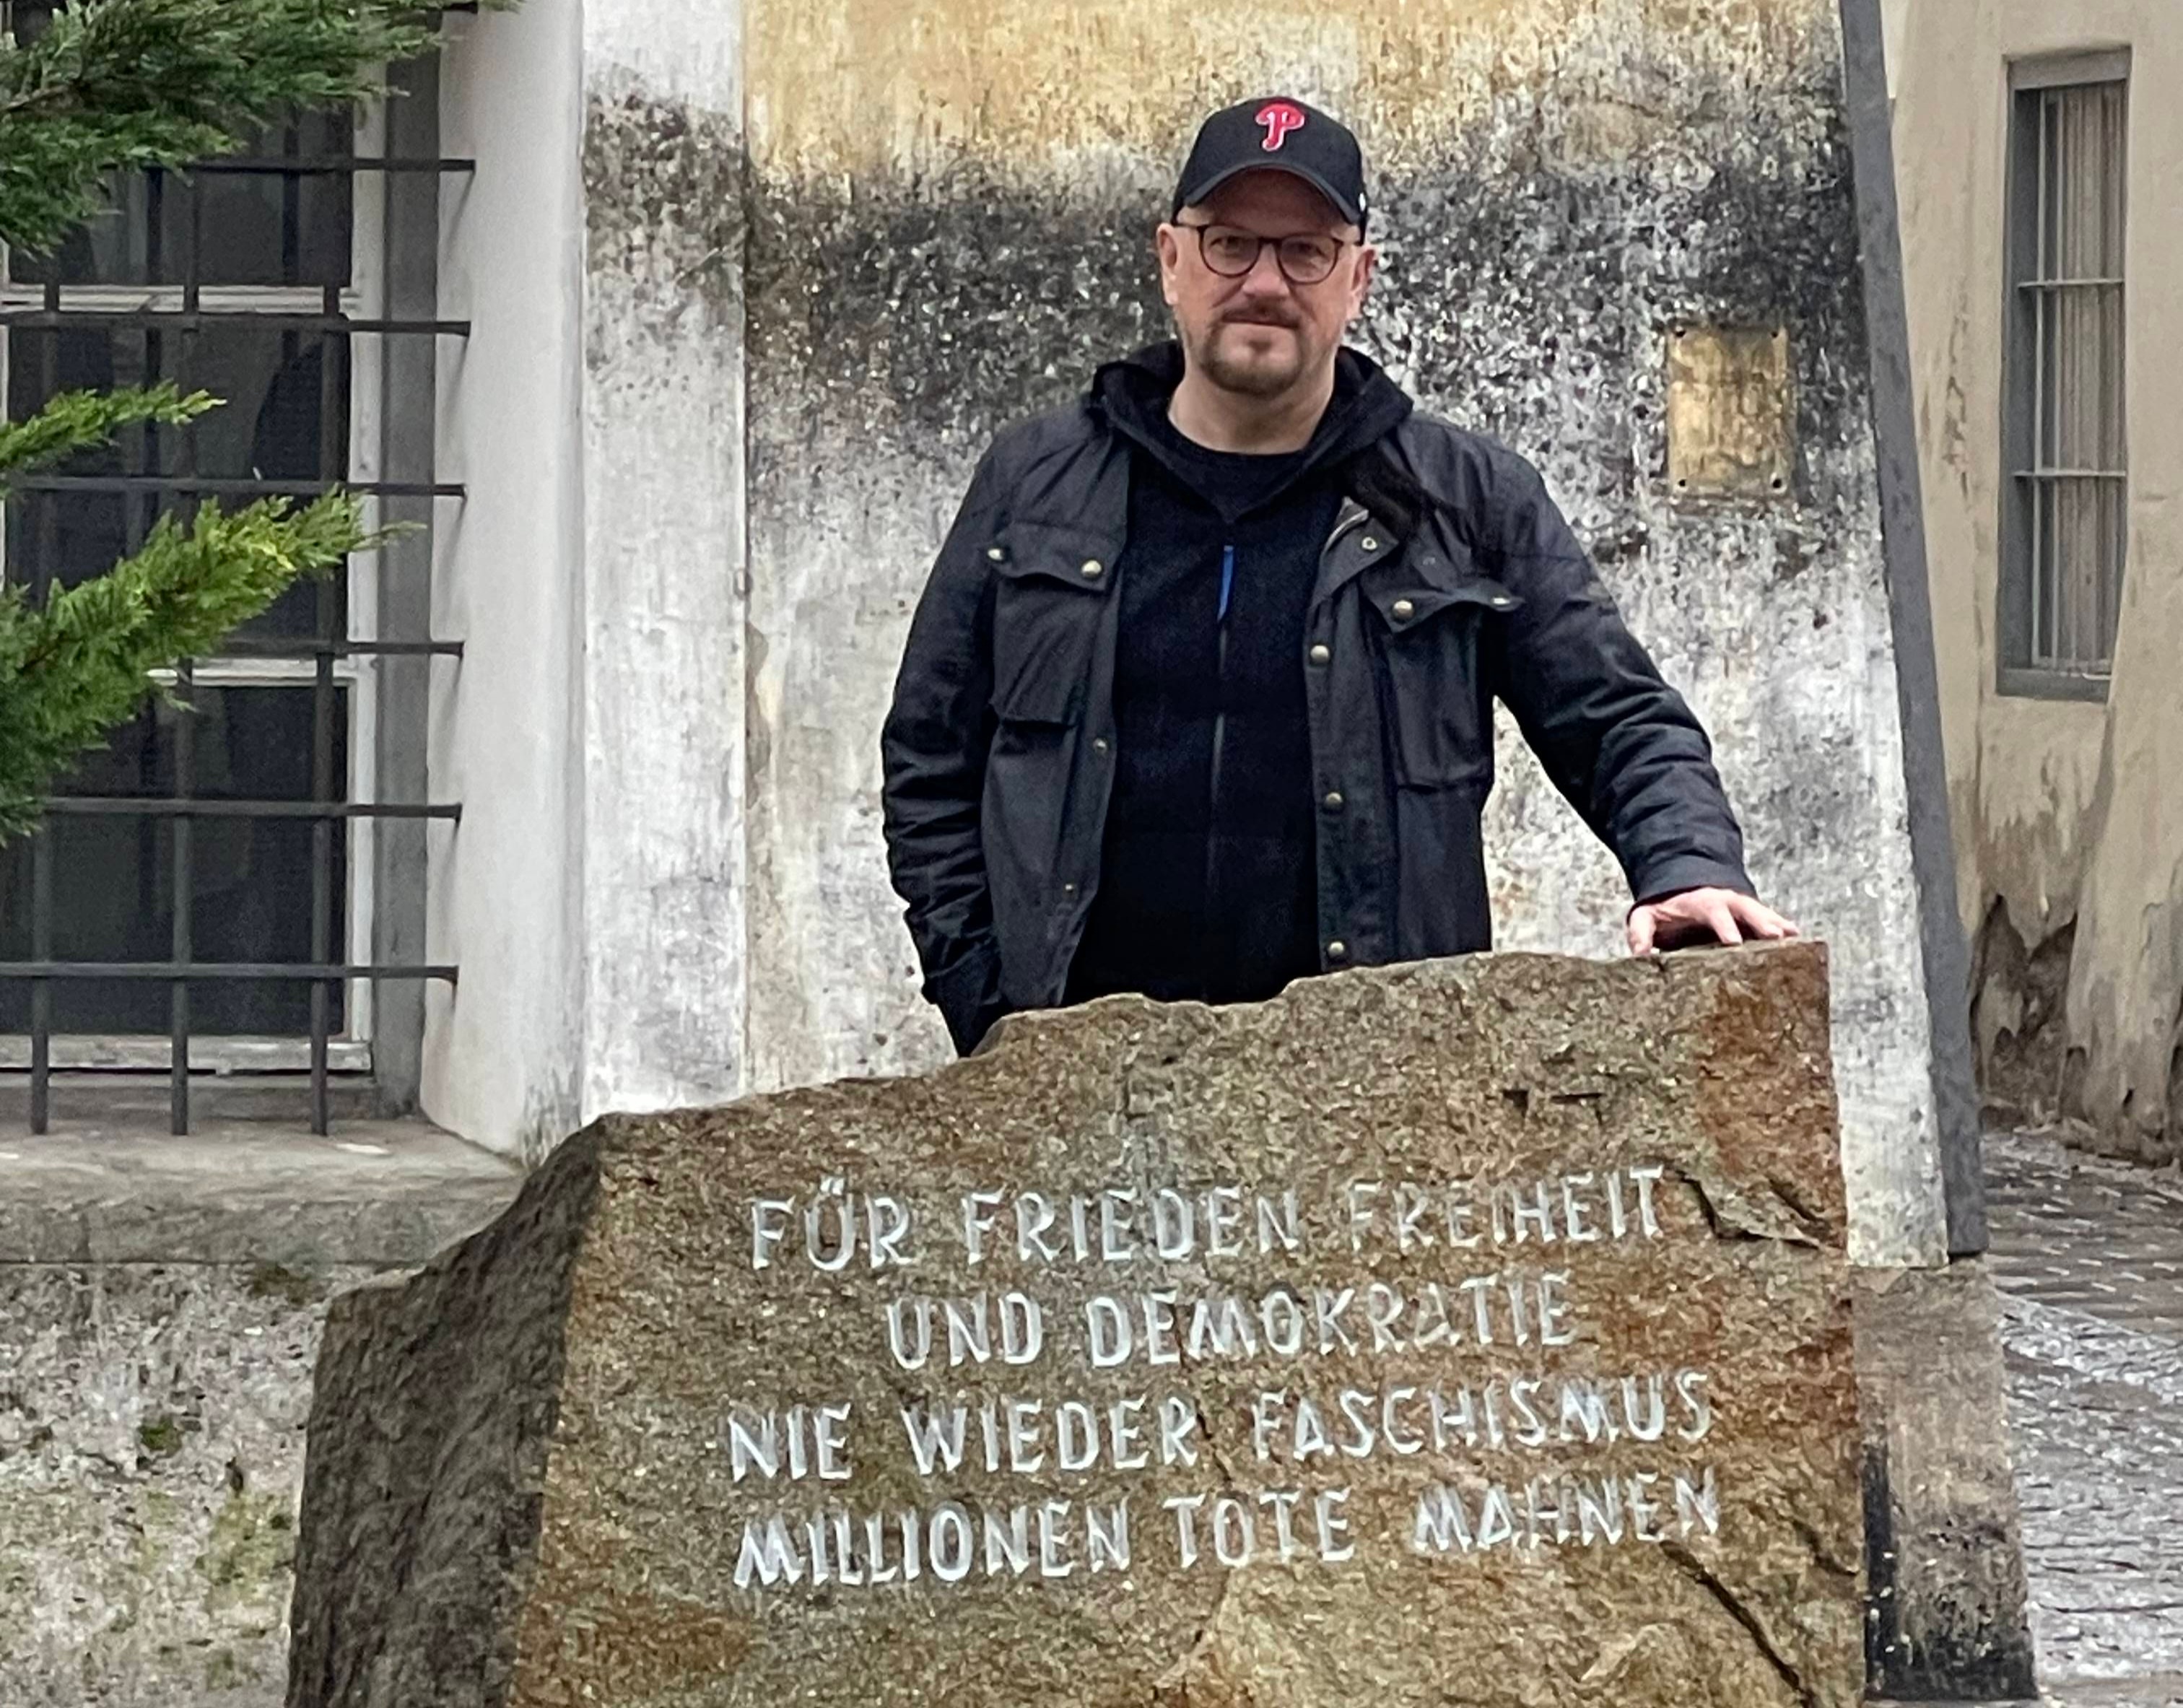 P
FÜR FRIEDEN FREIHEIT
UND DEMOKRATIE
NIE WIEDER FASCHISMUS
MILLIONEN TOTE MAHNEN